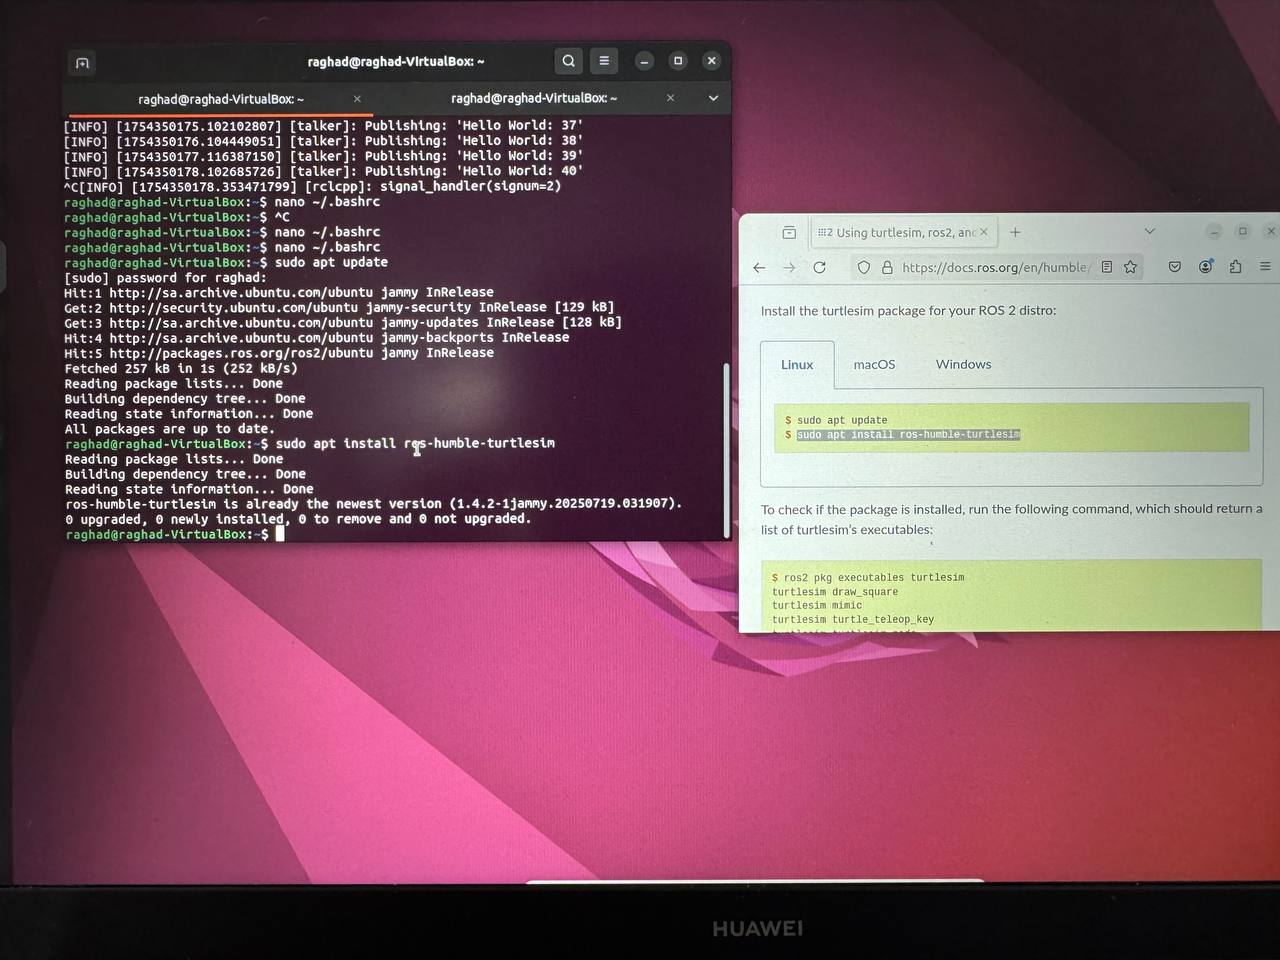 raghad@raghad-VirtualBox: ~
raghad@raghad-VirtualBox: ~
raghad@raghad-VirtualBox: ~
[INFO] [1754350175.102102807] [talker]: Publishing: 'Hello World: 37'
[INFO] [1754350176.104449051] [talker]: Publishing: 'Hello World: 38'
[INFO] [1754350177.116387150] [talker]: Publishing: 'Hello World: 39'
[INFO] [1754350178.102685726] [talker]: Publishing: 'Hello World: 40'
^C[INFO] [1754350178.353471799] [rclcpp]: signal_handler(signum=2)
raghad@raghad-VirtualBox:~$ nano ~/.bashrc
raghad@raghad-VirtualBox:~$ ^C
raghad@raghad-VirtualBox:~$ nano ~/.bashrc
raghad@raghad-VirtualBox:~$ nano ~/.bashrc
raghad@raghad-VirtualBox:~$ sudo apt update
[sudo] password for raghad:
Hit:1 http://sa.archive.ubuntu.com/ubuntu jammy InRelease
Get:2 http://security.ubuntu.com/ubuntu jammy-security InRelease [129 kB]
Get:3 http://sa.archive.ubuntu.com/ubuntu jammy-updates InRelease [128 kB]
Hit:4 http://sa.archive.ubuntu.com/ubuntu jammy-backports InRelease
Hit:5 http://packages.ros.org/ros2/ubuntu jammy InRelease
Fetched 257 kB in 1s (252 kB/s)
Reading package lists... Done
Building dependency tree... Done
Reading state information... Done
All packages are up to date.
raghad@raghad-VirtualBox:~$ sudo apt install ros-humble-turtlesim
Reading package lists... Done
Building dependency tree... Done
Reading state information... Done
ros-humble-turtlesim is already the newest version (1.4.2-1jammy.20250719.031907).
0 upgraded, 0 newly installed, 0 to remove and 0 not upgraded.
raghad@raghad-VirtualBox:~$
2 Using turtlesim, ros2, and
https://docs.ros.org/en/humble/
Install the turtlesim package for your ROS 2 distro:
Linux macOS Windows
$ sudo apt update
$ sudo apt install ros-humble-turtlesim
To check if the package is installed, run the following command, which should return a
list of turtlesim's executables:
$ ros2 pkg executables turtlesim
turtlesim draw_square
turtlesim mimic
turtlesim turtle_teleop_key
HUAWEI